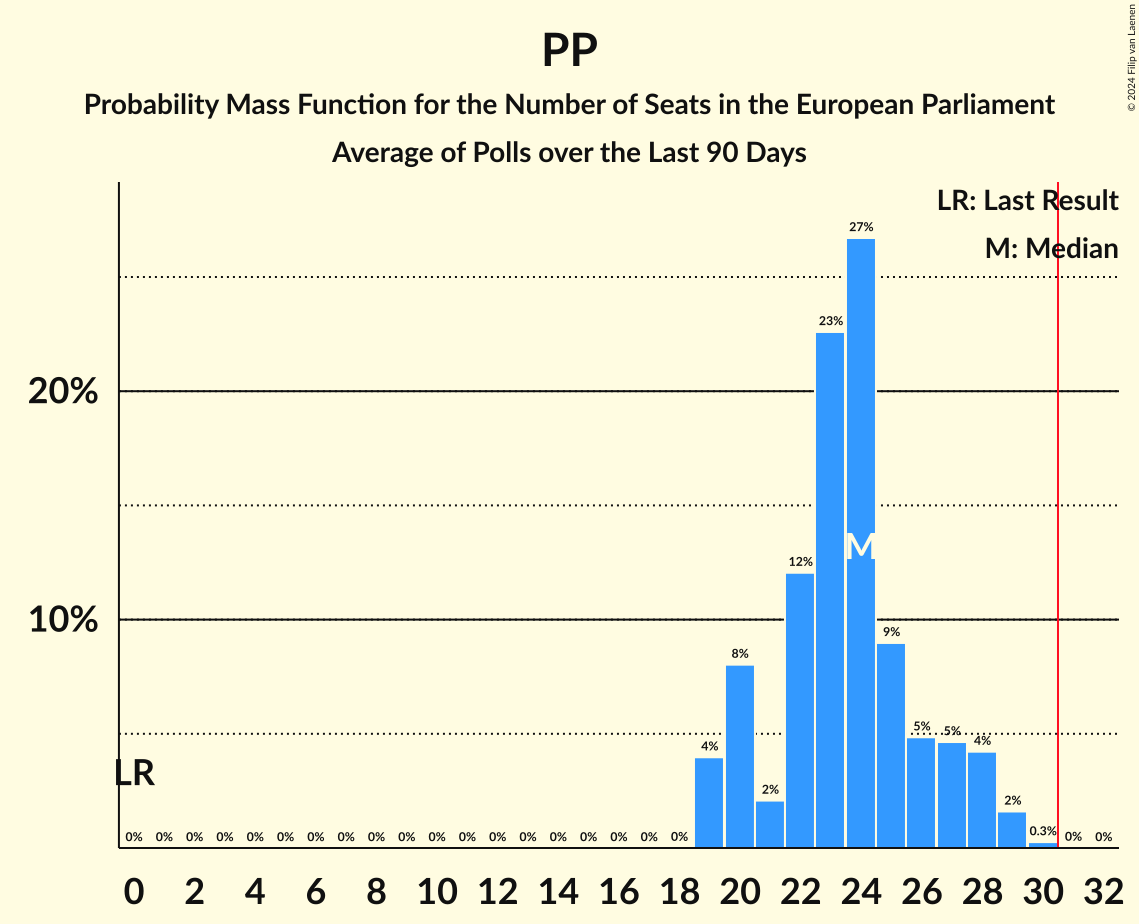 PP
Probability Mass Function for the Number of Seats in the European Parliament
Average of Polls over the Last 90 Days
© 2024 Filip van Laenen
LR: Last Result
M: Median
20%
10%
27%
23%
12%
9%
8%
5%
5%
4%
4%
2%
2%
0.3%
M
LR
0% 0% 0% 0% 0% 0% 0% 0% 0% 0% 0% 0% 0% 0% 0% 0% 0% 0% 0% 0% 0%
0 2 4 6 8 10 12 14 16 18 20 22 24 26 28 30 32